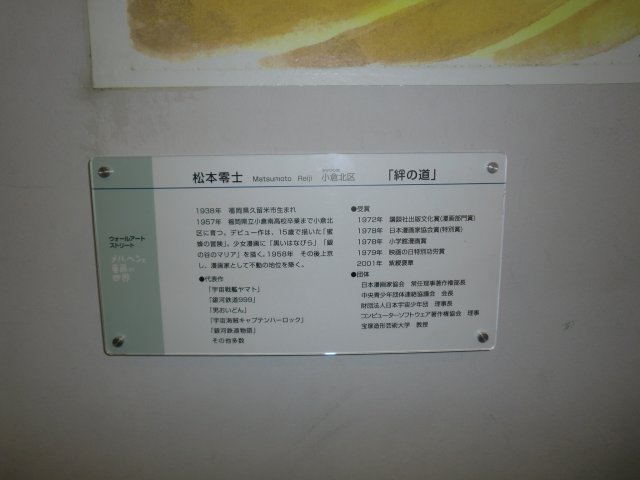 松本零士 Matsumoto Reiji 小倉北区 「絆の道」
ウォールアート
ストリート
メルヘンと
童画の
世界
1938年 福岡県久留米市生まれ
1957年 福岡県立小倉南高校卒業まで小倉北
区に育つ。デビュー作は、15歳で描いた「蜜
蜂の冒険」。少女漫画に「黒いはなびら」「銀
の谷のマリア」を描く。1958年 その後上京
し、漫画家として不動の地位を築く。
●代表作
「宇宙戦艦ヤマト」
「銀河鉄道999」
「男おいどん」
「宇宙海賊キャプテンハーロック」
「銀河鉄道物語」
その他多数
●受賞
1972年 講談社出版文化賞(漫画部門賞)
1978年 日本漫画家協会賞(特別賞)
1978年 小学館漫画賞
1979年 映画の日特別功労賞
2001年 紫綬褒章
●団体
日本漫画家協会 常任理事著作権部長
中央青少年団体連絡協議会 会長
財団法人日本宇宙少年団 理事長
コンピューターソフトウェア著作権協会 理事
宝塚造形芸術大学 教授